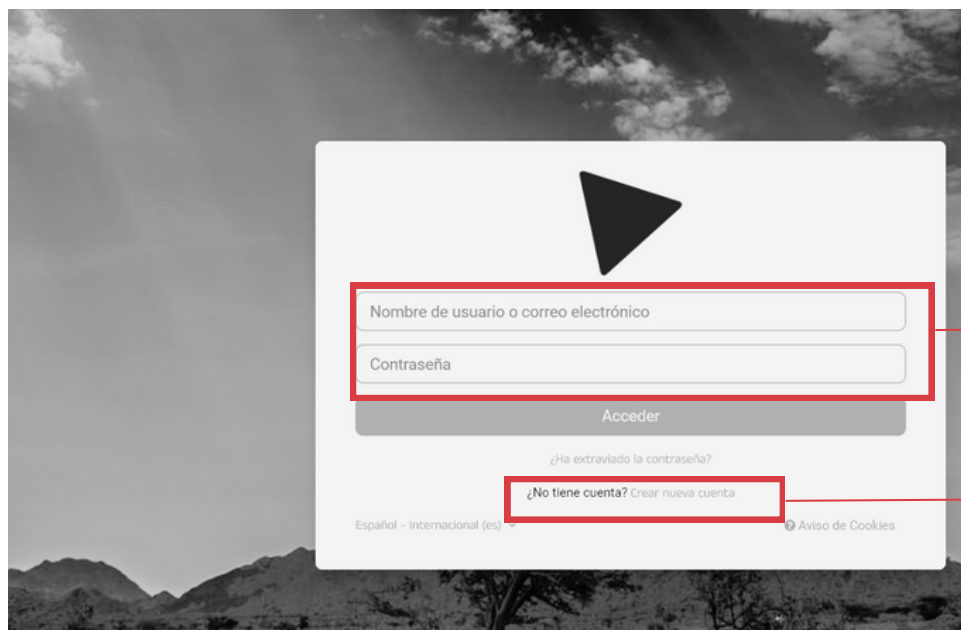 Nombre de usuario o correo electrónico
Contraseña
Acceder
¿Ha extraviado la contraseña?
¿No tiene cuenta? Crear nueva cuenta
Español - Internacional (es)
Aviso de Cookies